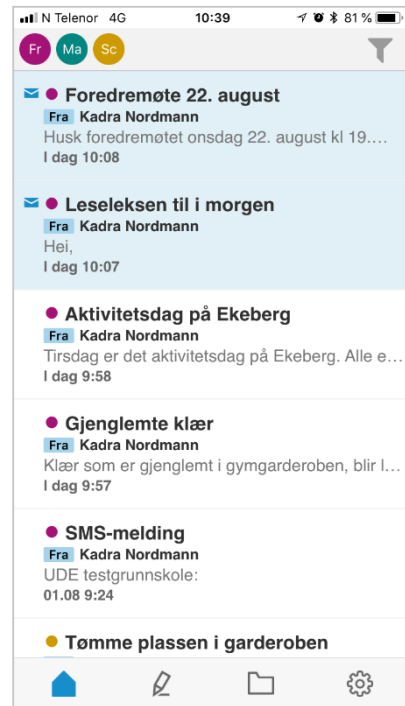 N Telenor 4G 10:39 81 %
Fr Ma Sc
Foredremøte 22. august
Fra Kadra Nordmann
Husk foredremøtet onsdag 22. august kl 19....
I dag 10:08
Leseleksen til i morgen
Fra Kadra Nordmann
Hei,
I dag 10:07
Aktivitetsdag på Ekeberg
Fra Kadra Nordmann
Tirsdag er det aktivitetsdag på Ekeberg. Alle e...
I dag 9:58
Gjenglemte klær
Fra Kadra Nordmann
Klær som er gjenglemt i gymgarderoben, blir l...
I dag 9:57
SMS-melding
Fra Kadra Nordmann
UDE testgrunnskole:
01.08 9:24
Tømme plassen i garderoben